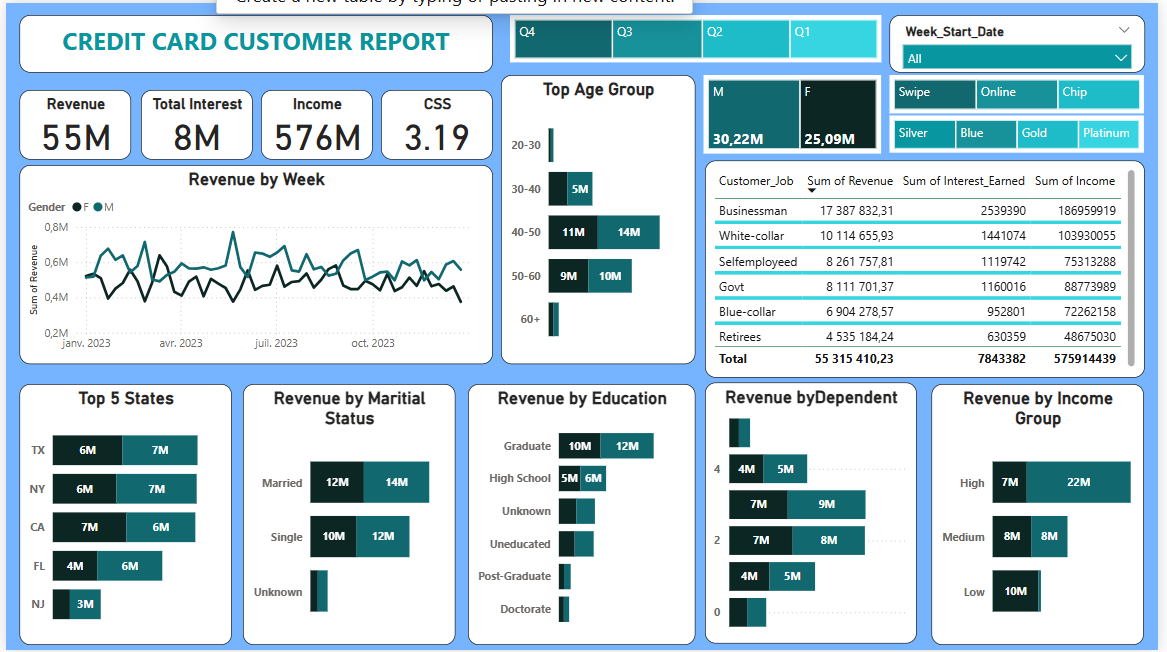 Create a new table by typing or pasting in new content.
CREDIT CARD CUSTOMER REPORT
Q4 Q3 Q2 Q1
Week_Start_Date
All
Revenue
55M
Total Interest
8M
Income
576M
CSS
3.19
Top Age Group
20-30
30-40 5M
40-50 11M 14M
50-60 9M 10M
60+
M F
30,22M 25,09M
Swipe Online Chip
Silver Blue Gold Platinum
Revenue by Week
Gender F M
Sum of Revenue
0,8M
0,6M
0,4M
0,2M
janv. 2023 avr. 2023 juil. 2023 oct. 2023
Customer_Job Sum of Revenue Sum of Interest_Earned Sum of Income
Businessman 17 387 832,31 2539390 186959919
White-collar 10 114 655,93 1441074 103930055
Selfemployeed 8 261 757,81 1119742 75313288
Govt 8 111 701,37 1160016 88773989
Blue-collar 6 904 278,57 952801 72262158
Retirees 4 535 184,24 630359 48675030
Total 55 315 410,23 7843382 575914439
Top 5 States
TX 6M 7M
NY 6M 7M
CA 7M 6M
FL 4M 6M
NJ 3M
Revenue by Maritial
Status
Married 12M 14M
Single 10M 12M
Unknown
Revenue by Education
Graduate 10M 12M
High School 5M 6M
Unknown
Uneducated
Post-Graduate
Doctorate
Revenue byDependent
4 4M 5M
7M 9M
2 7M 8M
4M 5M
0
Revenue by Income
Group
High 7M 22M
Medium 8M 8M
Low 10M